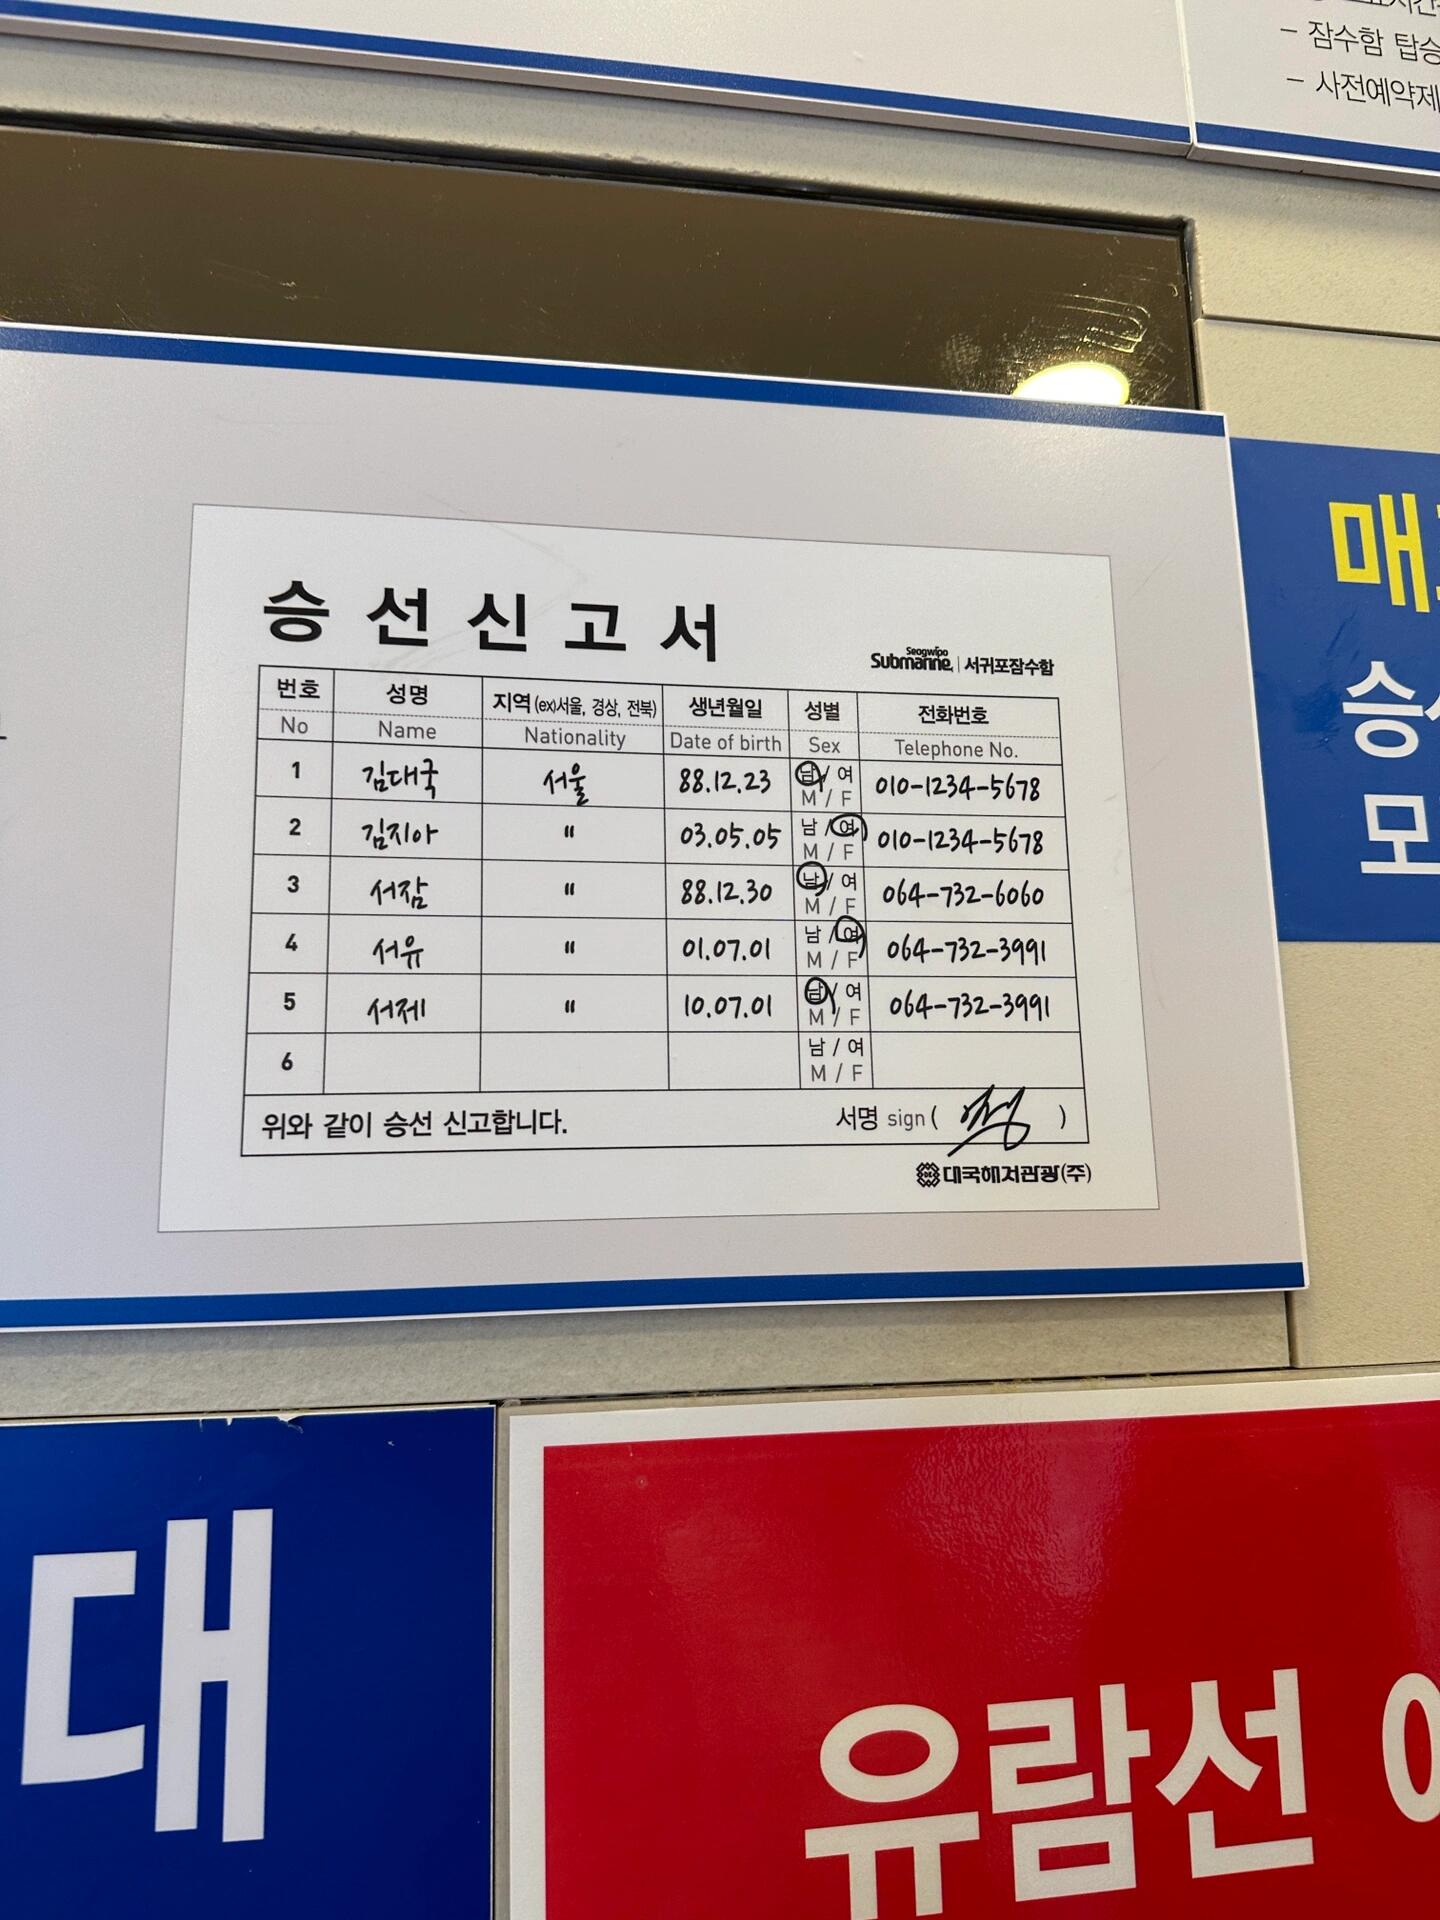 - 잠수함 탑승
- 사전예약제
승선신고서
Seogwipo
Submarine | 서귀포잠수함
번호 성명 지역(ex)서울, 경상, 전북) 생년월일 성별 전화번호
No Name Nationality Date of birth Sex Telephone No.
1 김대국 서울 88.12.23 남/여 M / F 010-1234-5678
2 김지아 〃 03.05.05 남/여 M / F 010-1234-5678
3 서잠 〃 88.12.30 남/여 M / F 064-732-6060
4 서유 〃 01.07.01 남/여 M / F 064-732-3991
5 서제 〃 10.07.01 남/여 M / F 064-732-3991
6 남/여 M / F
위와 같이 승선 신고합니다. 서명 sign ( )
대국해저관광(주)
매
승
모
대
유람선